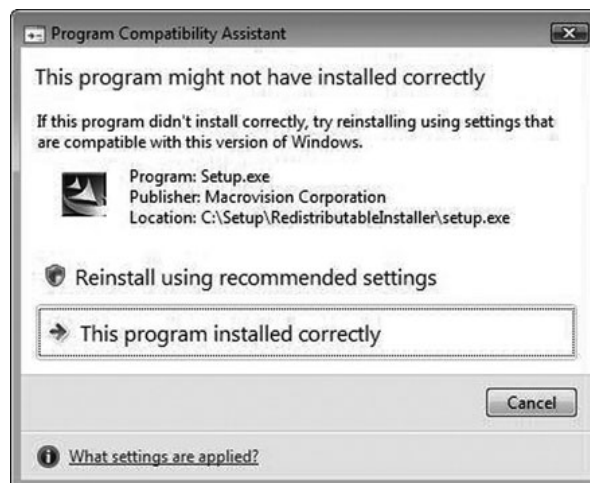 Program Compatibility Assistant
This program might not have installed correctly
If this program didn't install correctly, try reinstalling using settings that
are compatible with this version of Windows.
Program: Setup.exe
Publisher: Macrovision Corporation
Location: C:\Setup\RedistributableInstaller\setup.exe
Reinstall using recommended settings
This program installed correctly
Cancel
What settings are applied?